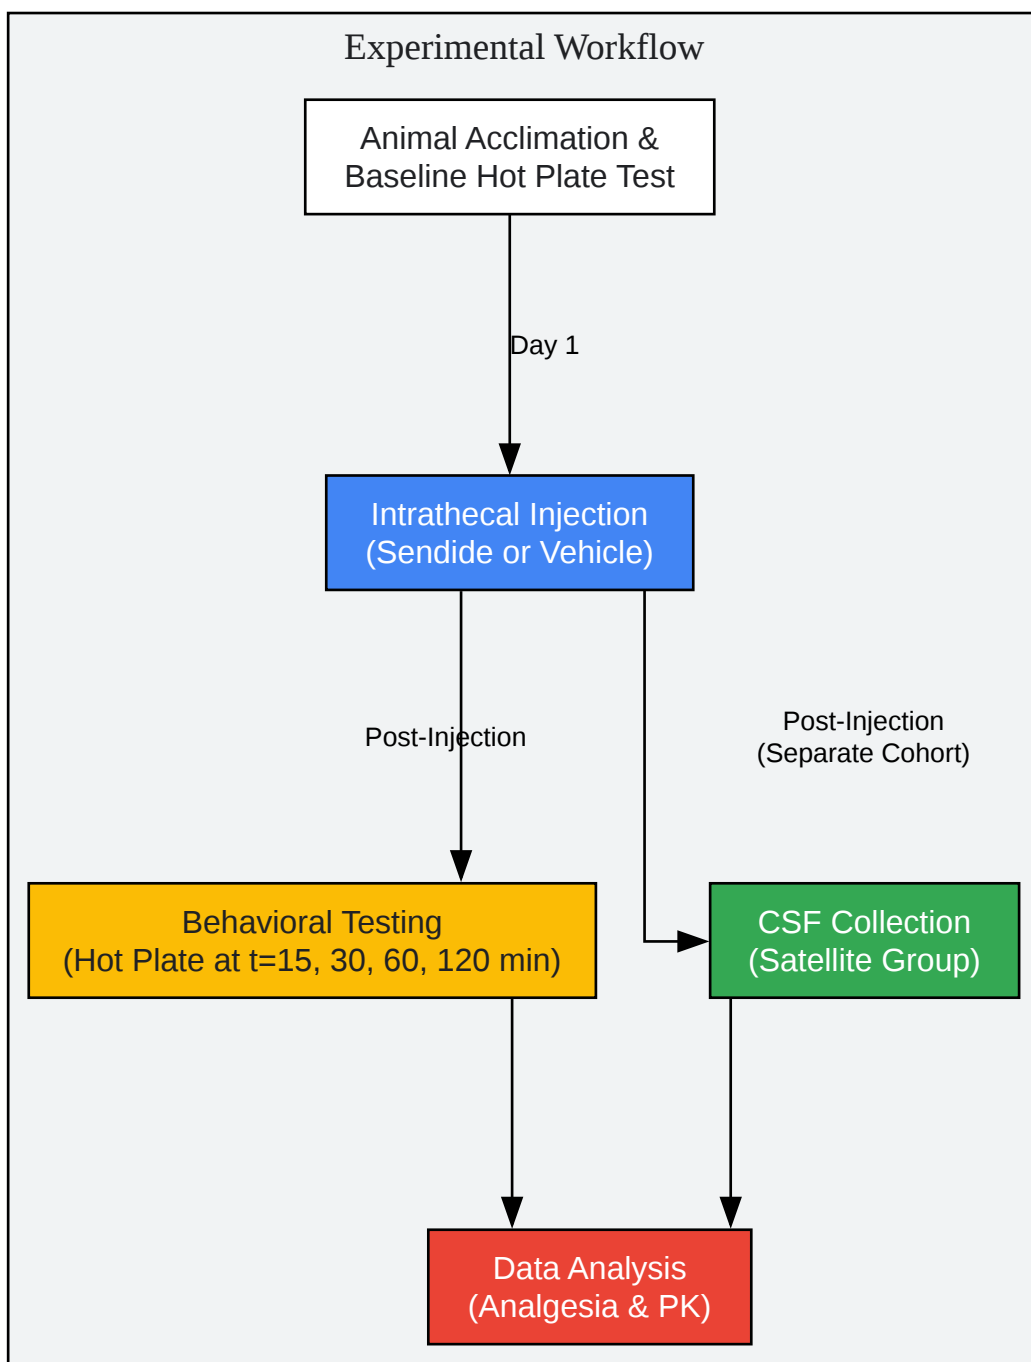 Experimental Workflow
Animal Acclimation &
Baseline Hot Plate Test
Day 1
Intrathecal Injection
(Sendide or Vehicle)
Post-Injection
Post-Injection
(Separate Cohort)
Behavioral Testing
(Hot Plate at t=15, 30, 60, 120 min)
CSF Collection
(Satellite Group)
Data Analysis
(Analgesia & PK)